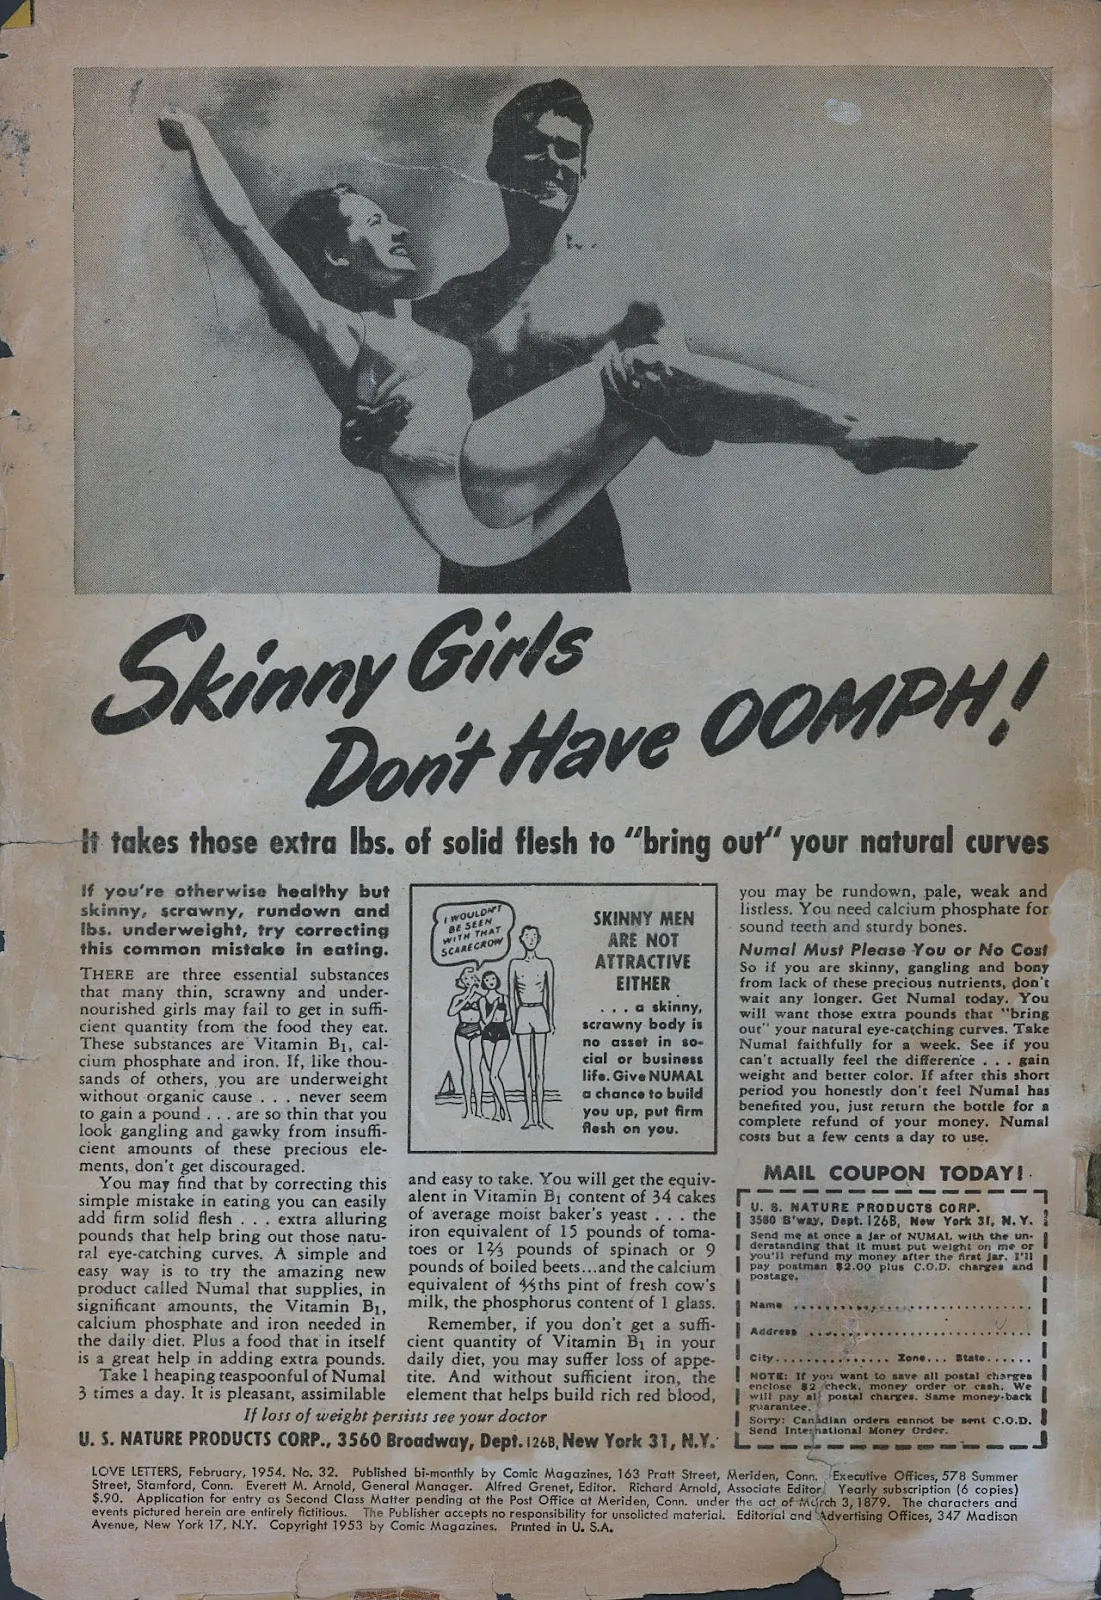 Skinny Girls
Don't Have OOMPH!
It takes those extra lbs. of solid flesh to "bring out" your natural curves
If you're otherwise healthy but
skinny, scrawny, rundown and
lbs. underweight, try correcting
this common mistake in eating.
THERE are three essential substances
that many thin, scrawny and under-
nourished girls may fail to get in suffi-
cient quantity from the food they eat.
These substances are Vitamin B1, cal-
cium phosphate and iron. If, like thou-
sands of others, you are underweight
without organic cause . . . never seem
to gain a pound . . . are so thin that you
look gangling and gawky from insuffi-
cient amounts of these precious ele-
ments, don't get discouraged.
You may find that by correcting this
simple mistake in eating you can easily
add firm solid flesh . . . extra alluring
pounds that help bring out those natu-
ral eye-catching curves. A simple and
easy way is to try the amazing new
product called Numal that supplies, in
significant amounts, the Vitamin B1,
calcium phosphate and iron needed in
the daily diet. Plus a food that in itself
is a great help in adding extra pounds.
Take 1 heaping teaspoonful of Numal
3 times a day. It is pleasant, assimilable
I WOULDN'T
BE SEEN
WITH THAT
SCARECROW
SKINNY MEN
ARE NOT
ATTRACTIVE
EITHER
. . . a skinny,
scrawny body is
no asset in so-
cial or business
life. Give NUMAL
a chance to build
you up, put firm
flesh on you.
and easy to take. You will get the equiv-
alent in Vitamin B1 content of 34 cakes
of average moist baker's yeast . . . the
iron equivalent of 15 pounds of toma-
toes or 1⅔ pounds of spinach or 9
pounds of boiled beets...and the calcium
equivalent of ⅘ths pint of fresh cow's
milk, the phosphorus content of 1 glass.
Remember, if you don't get a suffi-
cient quantity of Vitamin B1 in your
daily diet, you may suffer loss of appe-
tite. And without sufficient iron, the
element that helps build rich red blood,
you may be rundown, pale, weak and
listless. You need calcium phosphate for
sound teeth and sturdy bones.
Numal Must Please You or No Cost
So if you are skinny, gangling and bony
from lack of these precious nutrients, don't
wait any longer. Get Numal today. You
will want those extra pounds that "bring
out" your natural eye-catching curves. Take
Numal faithfully for a week. See if you
can't actually feel the difference . . . gain
weight and better color. If after this short
period you honestly don't feel Numal has
benefited you, just return the bottle for a
complete refund of your money. Numal
costs but a few cents a day to use.
MAIL COUPON TODAY!
U. S. NATURE PRODUCTS CORP.
3560 B'way, Dept. 126B, New York 31, N. Y.
Send me at once a jar of NUMAL with the un-
derstanding that it must put weight on me or
you'll refund my money after the first jar. I'll
pay postman $2.00 plus C.O.D. charges and
postage.
Name
Address
City Zone State
NOTE: If you want to save all postal charges
enclose $2 check, money order or cash. We
will pay all postal charges. Same money-back
guarantee.
Sorry: Canadian orders cannot be sent C.O.D.
Send International Money Order.
If loss of weight persists see your doctor
U. S. NATURE PRODUCTS CORP., 3560 Broadway, Dept. 126B, New York 31, N.Y.
LOVE LETTERS, February, 1954. No. 32. Published bi-monthly by Comic Magazines, 163 Pratt Street, Meriden, Conn. Executive Offices, 578 Summer
Street, Stamford, Conn. Everett M. Arnold, General Manager. Alfred Grenet, Editor. Richard Arnold, Associate Editor. Yearly subscription (6 copies)
$.90. Application for entry as Second Class Matter pending at the Post Office at Meriden, Conn. under the act of March 3, 1879. The characters and
events pictured herein are entirely fictitious. The Publisher accepts no responsibility for unsolicited material. Editorial and Advertising Offices, 347 Madison
Avenue, New York 17, N.Y. Copyright 1953 by Comic Magazines. Printed in U. S.A.